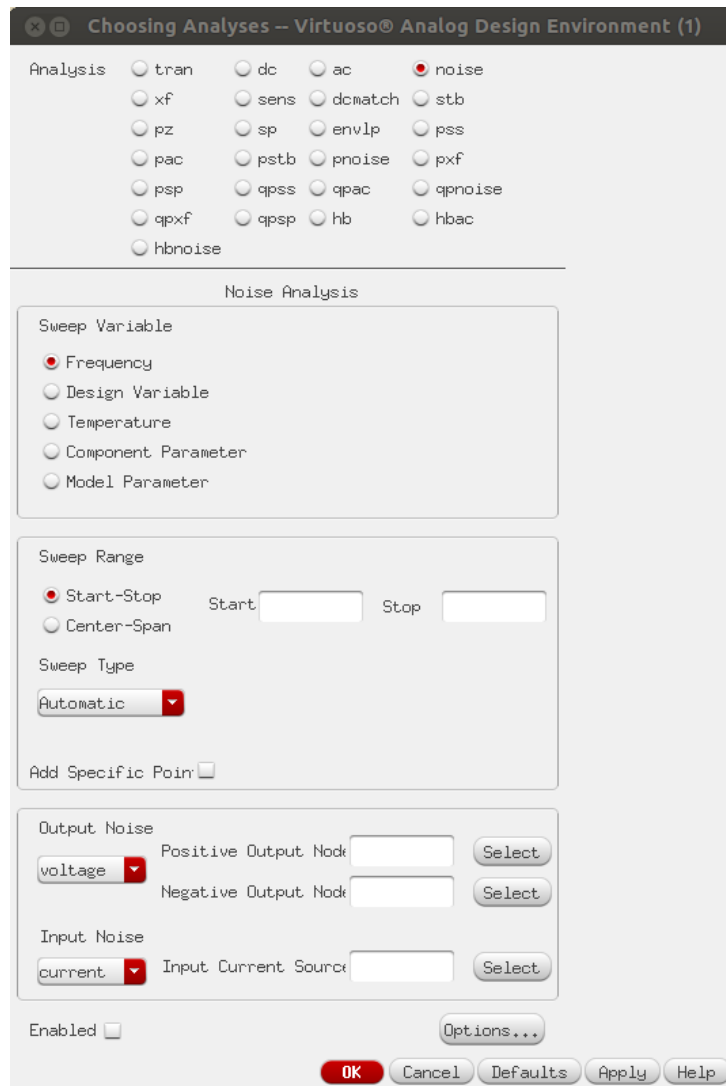 Choosing Analyses -- Virtuoso® Analog Design Environment (1)
Analysis tran dc ac noise
xf sens dcmatch stb
pz sp envlp pss
pac pstb pnoise pxf
psp qpss qpac qpnoise
qpxf qpsp hb hbac
hbnoise
Noise Analysis
Sweep Variable
Frequency
Design Variable
Temperature
Component Parameter
Model Parameter
Sweep Range
Start-Stop Start Stop
Center-Span
Sweep Type
Automatic
Add Specific Poin
Output Noise
voltage Positive Output Node Select
Negative Output Node Select
Input Noise
current Input Current Source Select
Enabled Options...
OK Cancel Defaults Apply Help